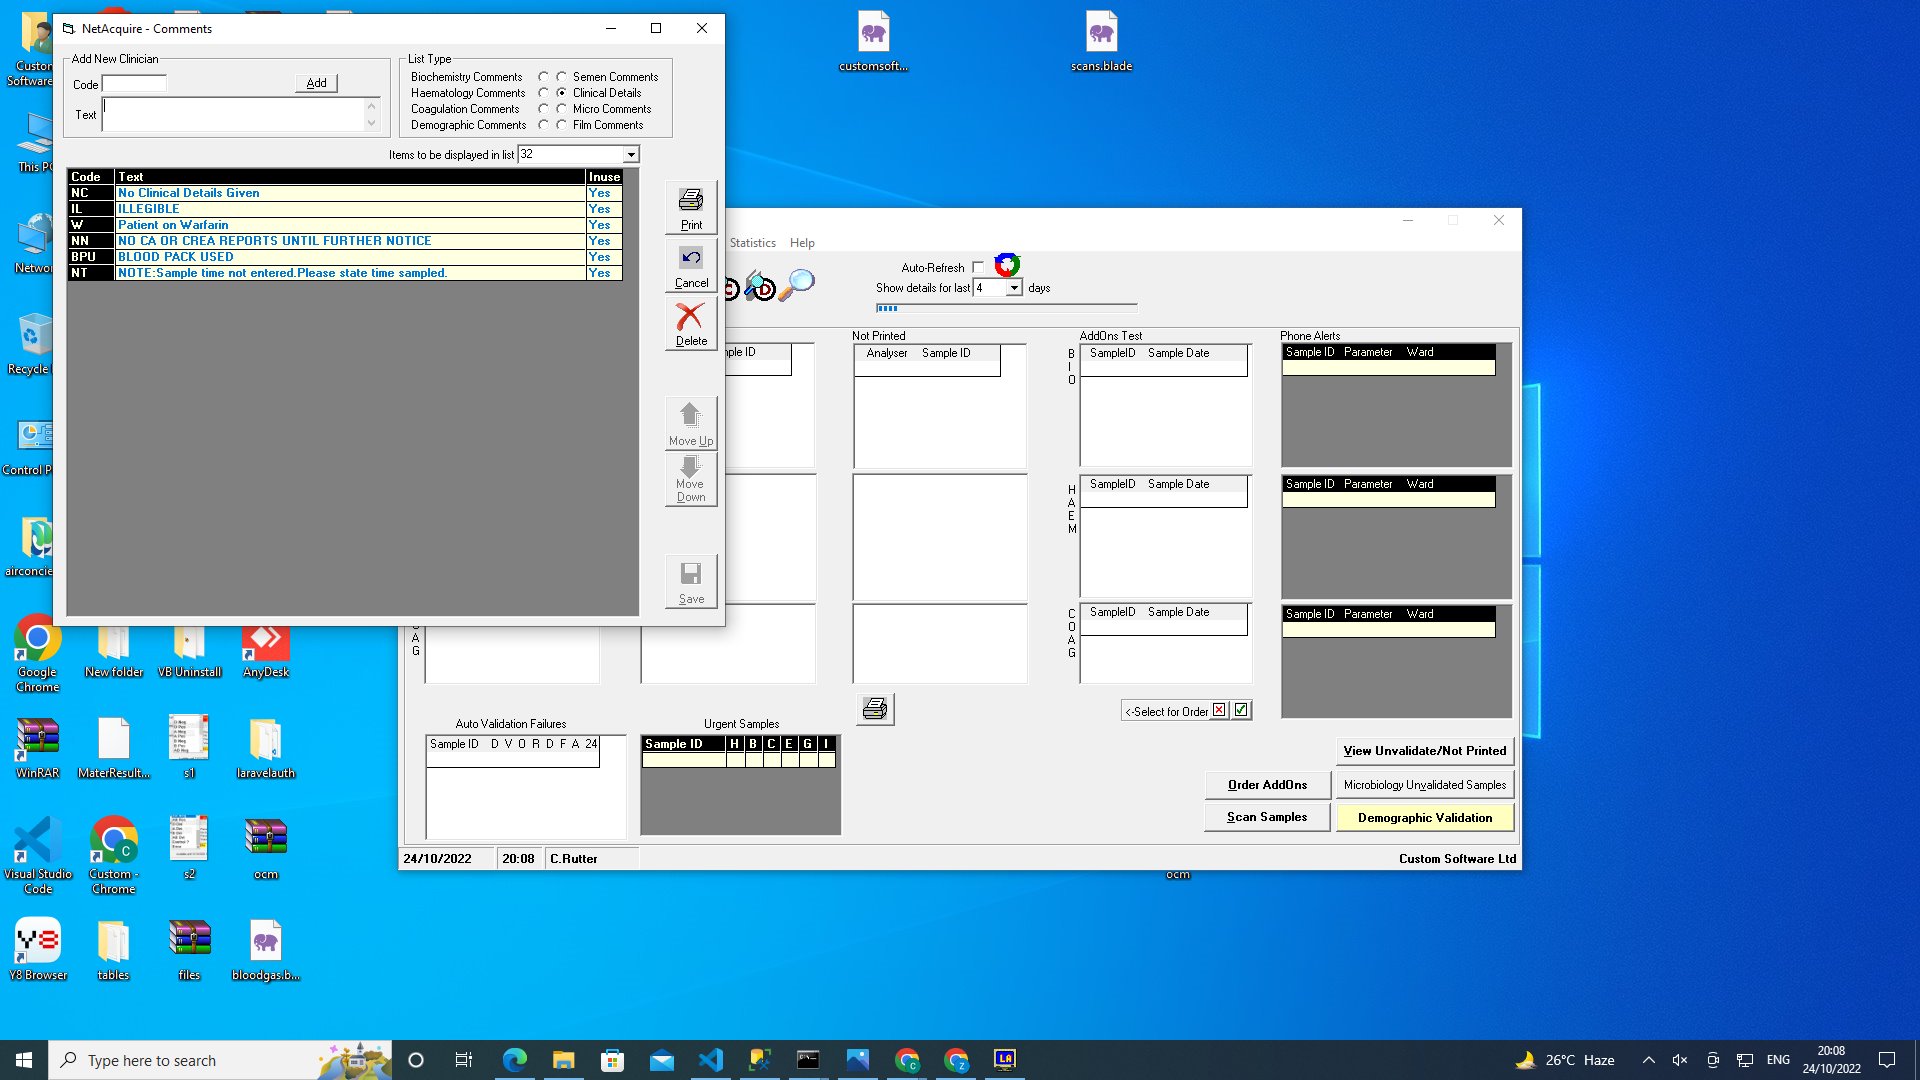 NetAcquire - Comments
Add New Clinician
Code
Add
Text
List Type
Biochemistry Comments
Semen Comments
Haematology Comments
Clinical Details
Coagulation Comments
Micro Comments
Demographic Comments
Film Comments
Items to be displayed in list 32
Code Text Inuse
NC No Clinical Details Given Yes
IL ILLEGIBLE Yes
W Patient on Warfarin Yes
NN NO CA OR CREA REPORTS UNTIL FURTHER NOTICE Yes
BPU BLOOD PACK USED Yes
NT NOTE:Sample time not entered.Please state time sampled. Yes
Print
Cancel
Delete
Move Up
Move
Down
Save
customsoft...
scans.blade
Statistics Help
Auto-Refresh
Show details for last 4 days
Not Printed
Analyser Sample ID
AddOns Test
B
I
O
SampleID Sample Date
H
A
E
M
SampleID Sample Date
C
O
A
G
SampleID Sample Date
Phone Alerts
Sample ID Parameter Ward
Sample ID Parameter Ward
Sample ID Parameter Ward
A
G
<-Select for Order
Auto Validation Failures
Sample ID D V O R D F A 24
Urgent Samples
Sample ID H B C E G I
View Unvalidate/Not Printed
Order AddOns
Microbiology Unvalidated Samples
Scan Samples
Demographic Validation
24/10/2022 20:08 C.Rutter
Custom Software Ltd
ocm
Software
This PC
Recycle
Control P
airconcie
Google
Chrome
New folder
VB Uninstall
AnyDesk
WinRAR
MaterResult...
s1
laravelauth
Visual Studio
Code
Custom -
Chrome
s2
ocm
Y8 Browser
tables
files
bloodgas.b...
Type here to search
26°C Haze
ENG
20:08
24/10/2022